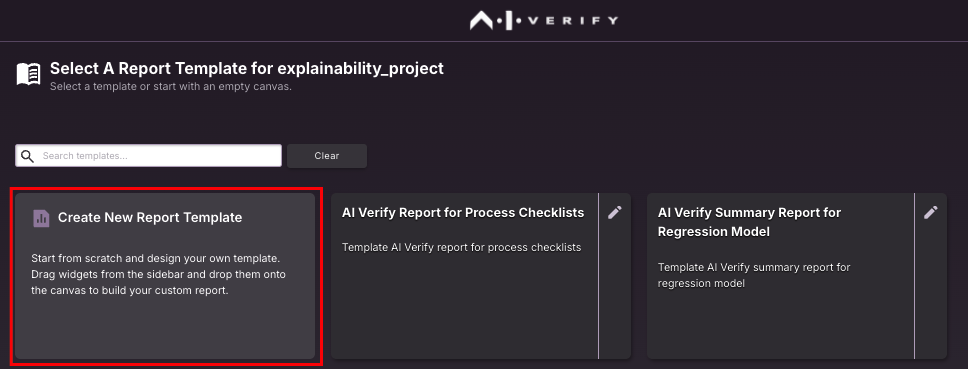 AI VERIFY
Select A Report Template for explainability_project
Select a template or start with an empty canvas.
Search templates...
Clear
Create New Report Template
Start from scratch and design your own template.
Drag widgets from the sidebar and drop them onto
the canvas to build your custom report.
AI Verify Report for Process Checklists
Template AI Verify report for process checklists
AI Verify Summary Report for
Regression Model
Template AI Verify summary report for
regression model